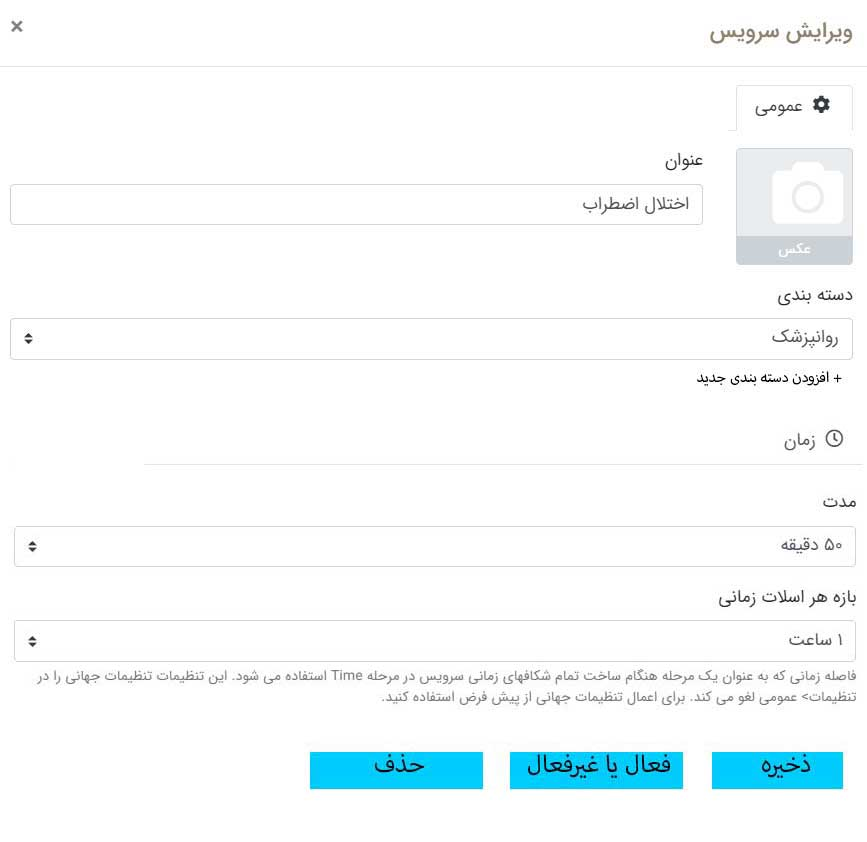 ویرایش سرویس
×
عمومی
عنوان
اختلال اضطراب
عکس
دسته بندی
روانپزشک
+ افزودن دسته بندی جدید
زمان
مدت
۵۰ دقیقه
بازه هر اسلات زمانی
۱ ساعت
فاصله زمانی که به عنوان یک مرحله هنگام ساخت تمام شکافهای زمانی سرویس در مرحله Time استفاده می شود. این تنظیمات تنظیمات جهانی را در
تنظیمات> عمومی لغو می کند. برای اعمال تنظیمات جهانی از پیش فرض استفاده کنید.
ذخیره
فعال یا غیرفعال
حذف